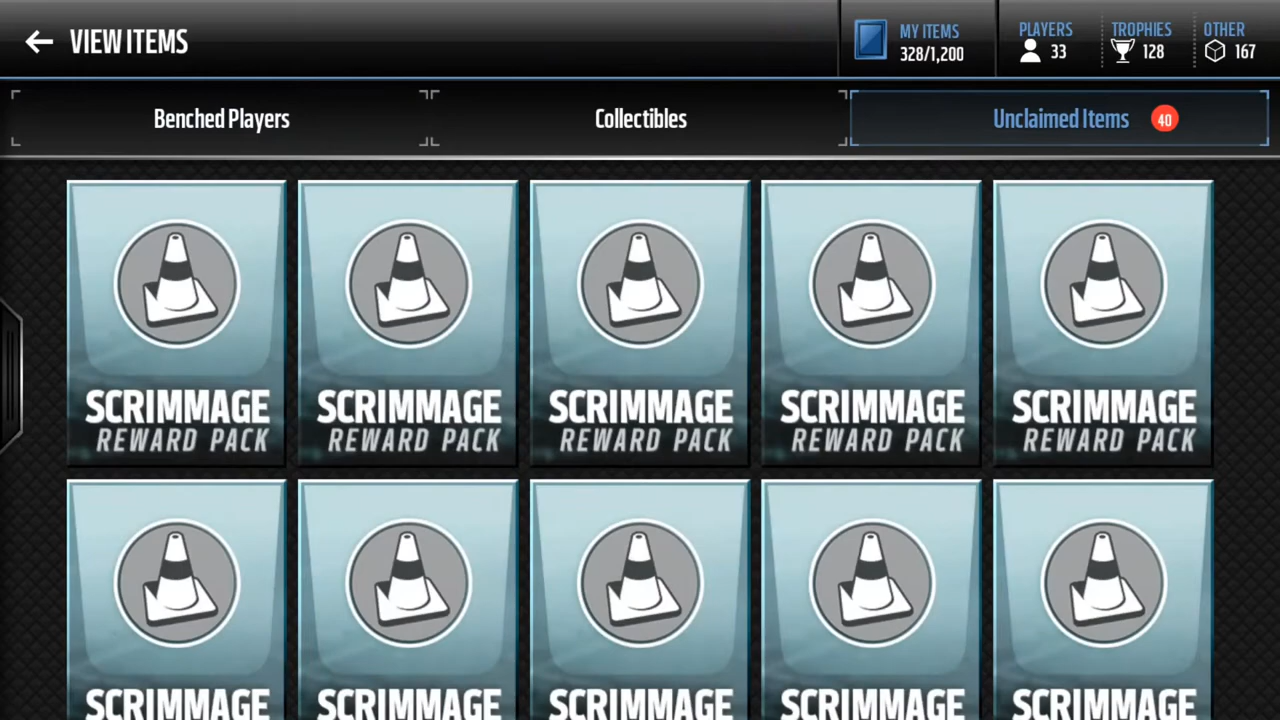 VIEW ITEMS
MY ITEMS
328/1,200
PLAYERS
33
TROPHIES
128
OTHER
167
Benched Players
Collectibles
Unclaimed Items 40
SCRIMMAGE
REWARD PACK
SCRIMMAGE
REWARD PACK
SCRIMMAGE
REWARD PACK
SCRIMMAGE
REWARD PACK
SCRIMMAGE
REWARD PACK
SCRIMMAGE
SCRIMMAGE
SCRIMMAGE
SCRIMMAGE
SCRIMMAGE